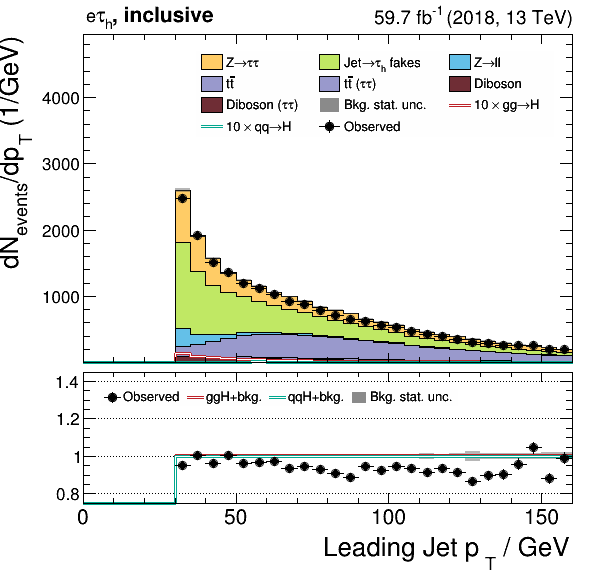 eτh, inclusive 59.7 fb⁻¹ (2018, 13 TeV)
dN_events/dp_T (1/GeV)
Z→ττ Jet→τh fakes Z→ll
tt̄ tt̄ (ττ) Diboson
Diboson (ττ) Bkg. stat. unc. 10 × gg→H
10 × qq→H Observed
4000
3000
2000
1000
Observed ggH+bkg. qqH+bkg. Bkg. stat. unc.
1.4
1.2
1
0.8
0 50 100 150
Leading Jet p_T / GeV